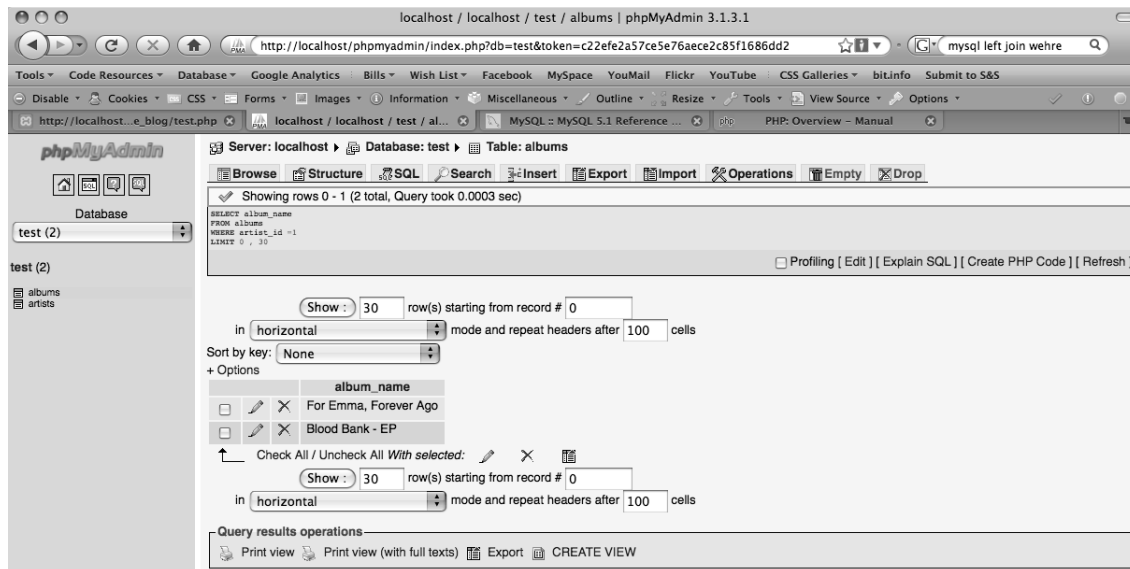 localhost / localhost / test / albums | phpMyAdmin 3.1.3.1
http://localhost/phpmyadmin/index.php?db=test&token=c22efe2a57ce5e76aece2c85f1686dd2
mysql left join wehre
Tools Code Resources Database Google Analytics Bills Wish List Facebook MySpace YouMail Flickr YouTube CSS Galleries bit.info Submit to S&S
Disable Cookies CSS Forms Images Information Miscellaneous Outline Resize Tools View Source Options
http://localhost...e_blog/test.php localhost / localhost / test / al... MySQL :: MySQL 5.1 Reference ... php PHP: Overview – Manual
phpMyAdmin
SQL
Database
test (2)
test (2)
albums
artists
Server: localhost Database: test Table: albums
Browse Structure SQL Search Insert Export Import Operations Empty Drop
Showing rows 0 - 1 (2 total, Query took 0.0003 sec)
SELECT album_name
FROM albums
WHERE artist_id =1
LIMIT 0 , 30
Profiling [ Edit ] [ Explain SQL ] [ Create PHP Code ] [ Refresh ]
Show : 30 row(s) starting from record # 0
in horizontal mode and repeat headers after 100 cells
Sort by key: None
+ Options
album_name
For Emma, Forever Ago
Blood Bank - EP
Check All / Uncheck All With selected:
Show : 30 row(s) starting from record # 0
in horizontal mode and repeat headers after 100 cells
Query results operations
Print view Print view (with full texts) Export CREATE VIEW